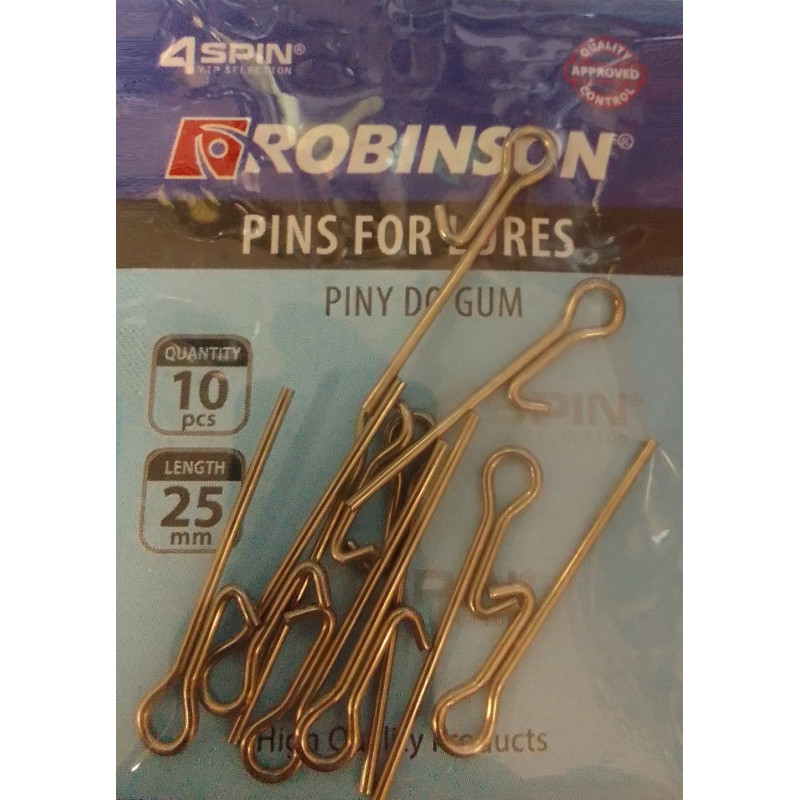 4SPIN®
VIP SELECTION
QUALITY
APPROVED
CONTROL
ROBINSON®
PINS FOR LURES
PINY DO GUM
QUANTITY
10
pcs
SPIN®
LENGTH
25
mm
High Quality Products